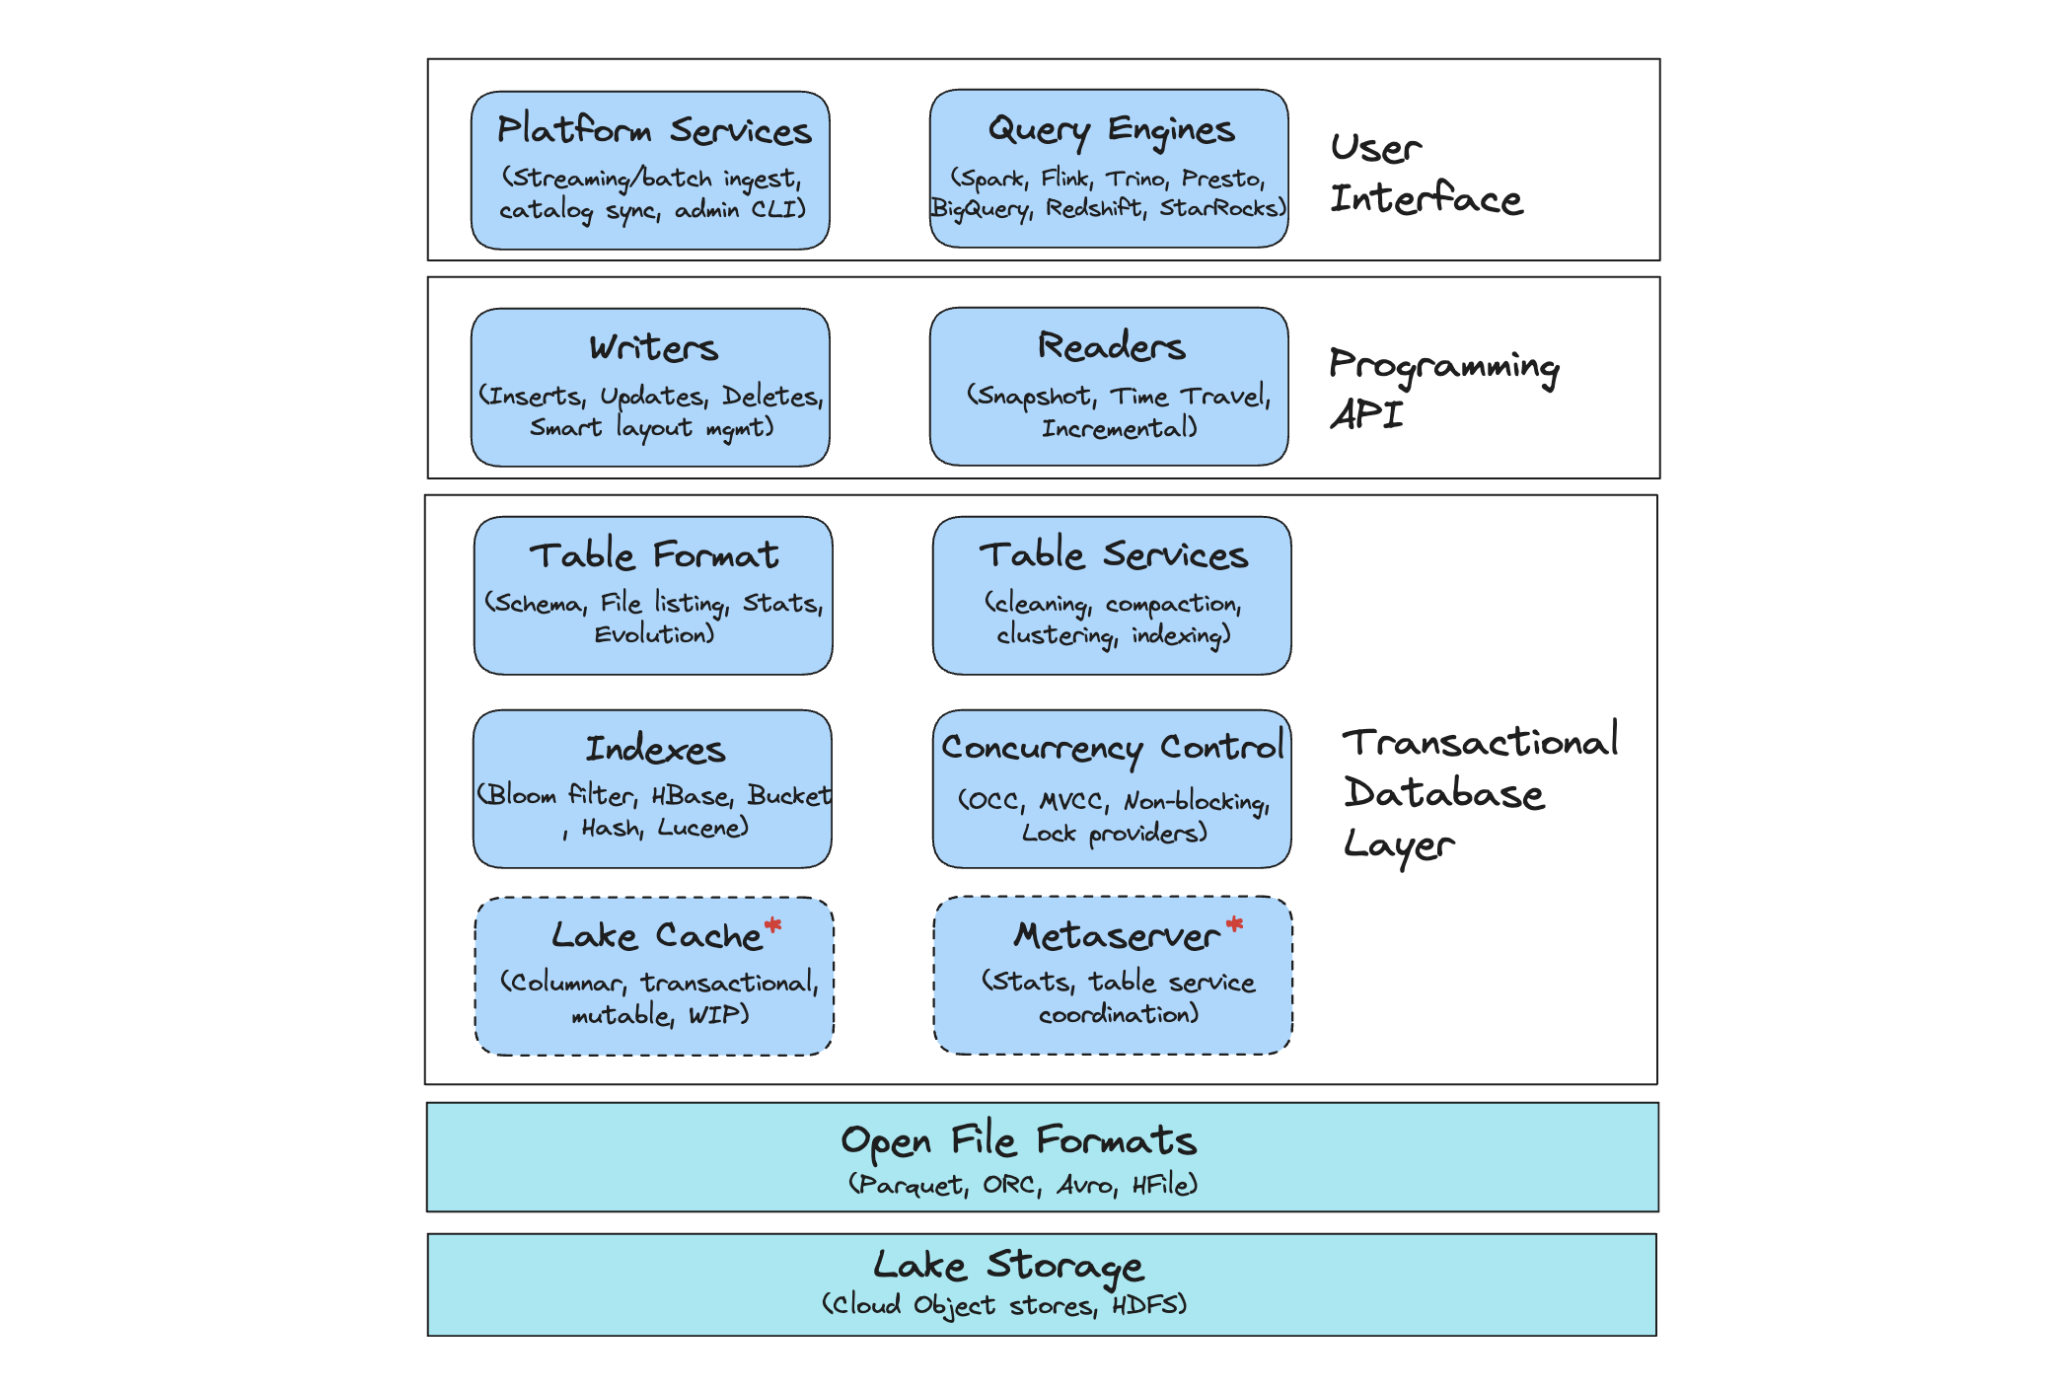 Platform Services
(Streaming/batch ingest,
catalog sync, admin CLI)
Query Engines
(Spark, Flink, Trino, Presto,
BigQuery, Redshift, StarRocks)
User
Interface
Writers
(Inserts, Updates, Deletes,
Smart layout mgmt)
Readers
(Snapshot, Time Travel,
Incremental)
Programming
API
Table Format
(Schema, File listing, Stats,
Evolution)
Table Services
(cleaning, compaction,
clustering, indexing)
Indexes
(Bloom filter, HBase, Bucket
, Hash, Lucene)
Concurrency Control
(OCC, MVCC, Non-blocking,
Lock providers)
Lake Cache*
(Columnar, transactional,
mutable, WIP)
Metaserver*
(Stats, table service
coordination)
Transactional
Database
Layer
Open File Formats
(Parquet, ORC, Avro, HFile)
Lake Storage
(Cloud Object stores, HDFS)